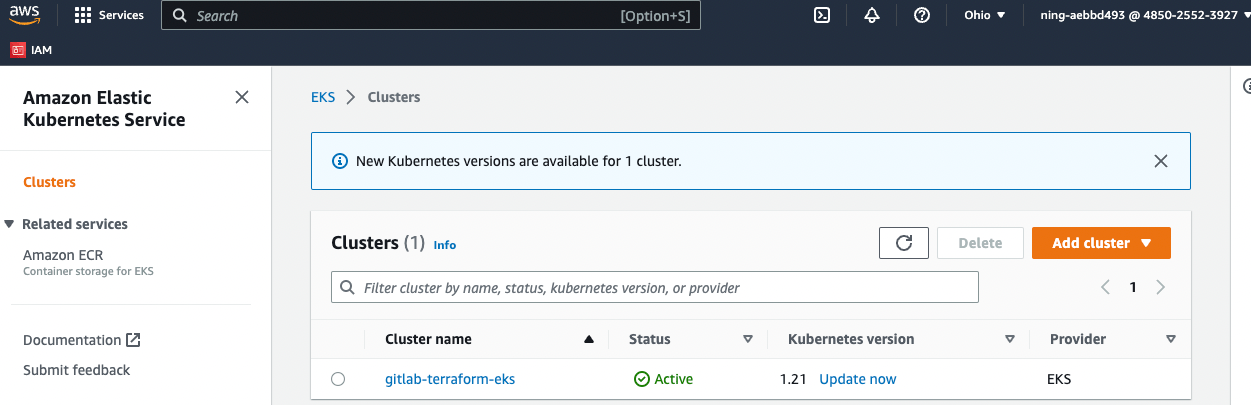 aws Services Search [Option+S] Ohio ning-aebbd493 @ 4850-2552-3927
IAM
Amazon Elastic
Kubernetes Service
Clusters
Related services
Amazon ECR
Container storage for EKS
Documentation
Submit feedback
EKS Clusters
New Kubernetes versions are available for 1 cluster.
Clusters (1) Info Delete Add cluster
Filter cluster by name, status, kubernetes version, or provider 1
Cluster name Status Kubernetes version Provider
gitlab-terraform-eks Active 1.21 Update now EKS